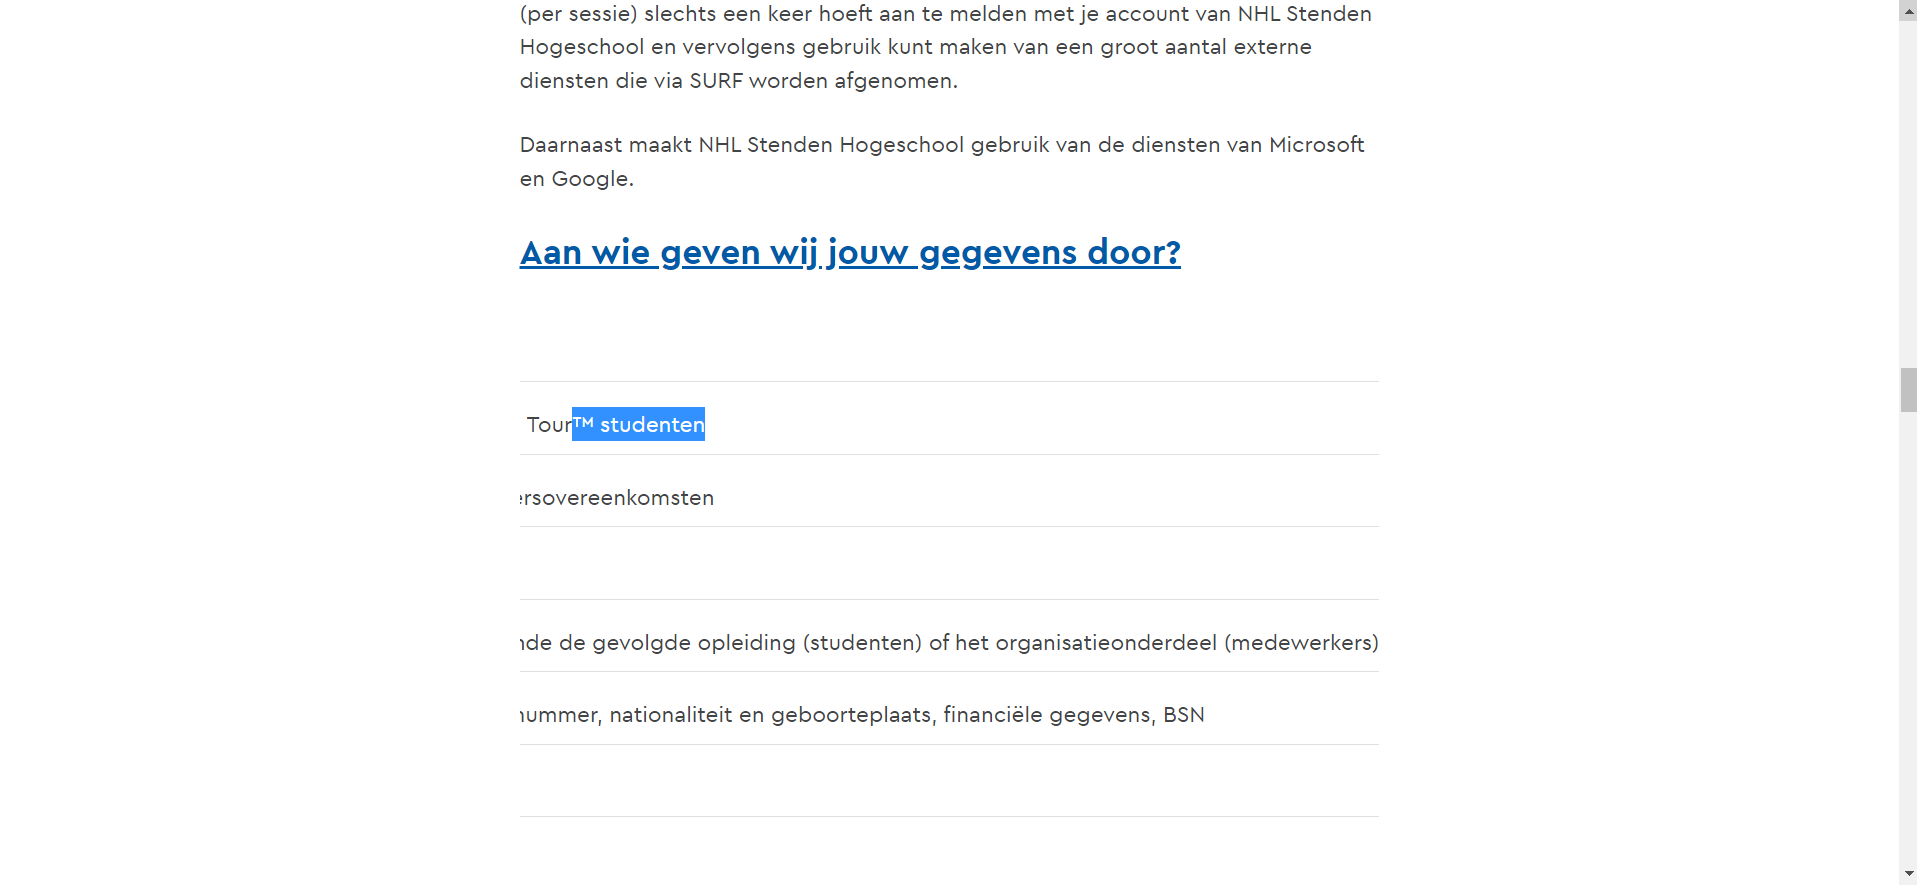 (per sessie) slechts een keer hoeft aan te melden met je account van NHL Stenden
Hogeschool en vervolgens gebruik kunt maken van een groot aantal externe
diensten die via SURF worden afgenomen.
Daarnaast maakt NHL Stenden Hogeschool gebruik van de diensten van Microsoft
en Google.
Aan wie geven wij jouw gegevens door?
Tour™ studenten
ersovereenkomsten
nde de gevolgde opleiding (studenten) of het organisatieonderdeel (medewerkers)
nummer, nationaliteit en geboorteplaats, financiële gegevens, BSN